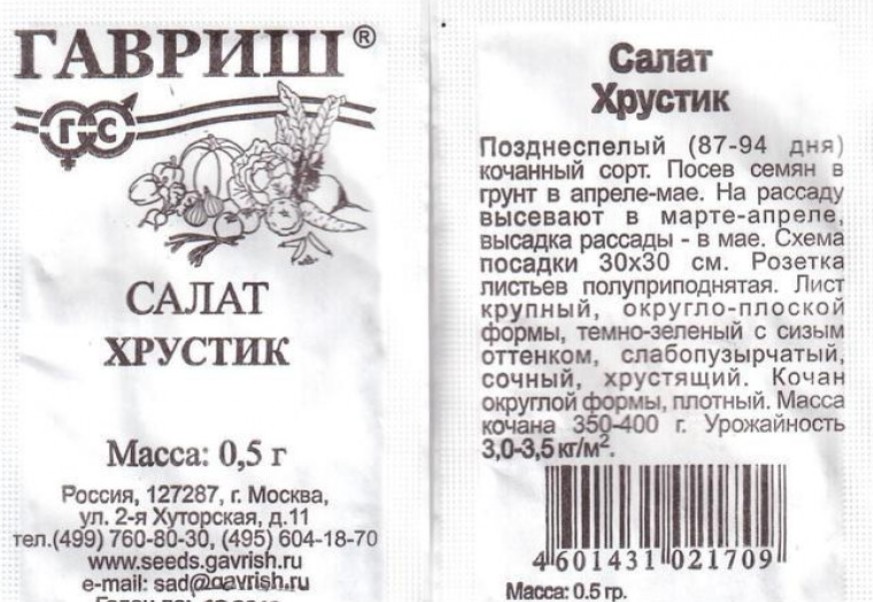 ГАВРИШ®
Г С
САЛАТ
ХРУСТИК
Масса: 0,5 г
Россия, 127287, г. Москва,
ул. 2-я Хуторская, д.11
тел.(499) 760-80-30, (495) 604-18-70
www.seeds.gavrish.ru
e-mail: sad@gavrish.ru
Салат
Хрустик
Позднеспелый (87-94 дня)
кочанный сорт. Посев семян в
грунт в апреле-мае. На рассаду
высевают в марте-апреле,
высадка рассады - в мае. Схема
посадки 30х30 см. Розетка
листьев полуприподнятая. Лист
крупный, округло-плоской
формы, темно-зеленый с сизым
оттенком, слабопузырчатый,
сочный, хрустящий. Кочан
округлой формы, плотный. Масса
кочана 350-400 г. Урожайность
3,0-3,5 кг/м².
4 601431 021709
Масса: 0.5 гр.